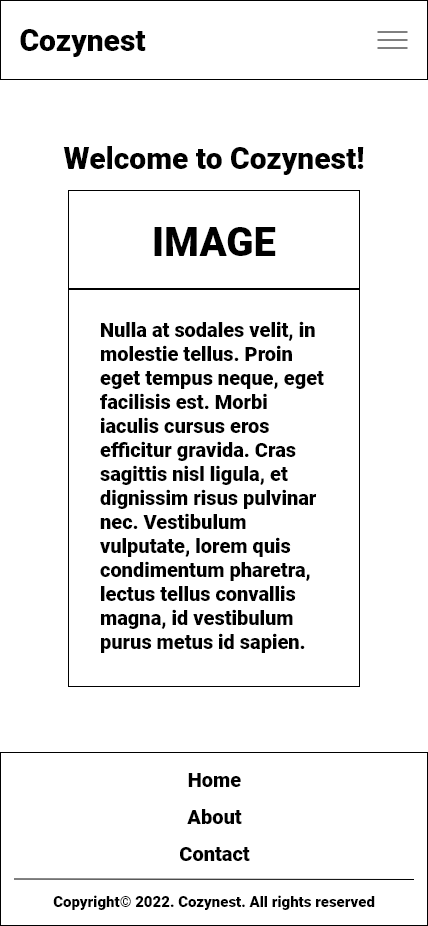 Cozynest
Welcome to Cozynest!
IMAGE
Nulla at sodales velit, in
molestie tellus. Proin
eget tempus neque, eget
facilisis est. Morbi
iaculis cursus eros
efficitur gravida. Cras
sagittis nisl ligula, et
dignissim risus pulvinar
nec. Vestibulum
vulputate, lorem quis
condimentum pharetra,
lectus tellus convallis
magna, id vestibulum
purus metus id sapien.
Home
About
Contact
Copyright© 2022. Cozynest. All rights reserved